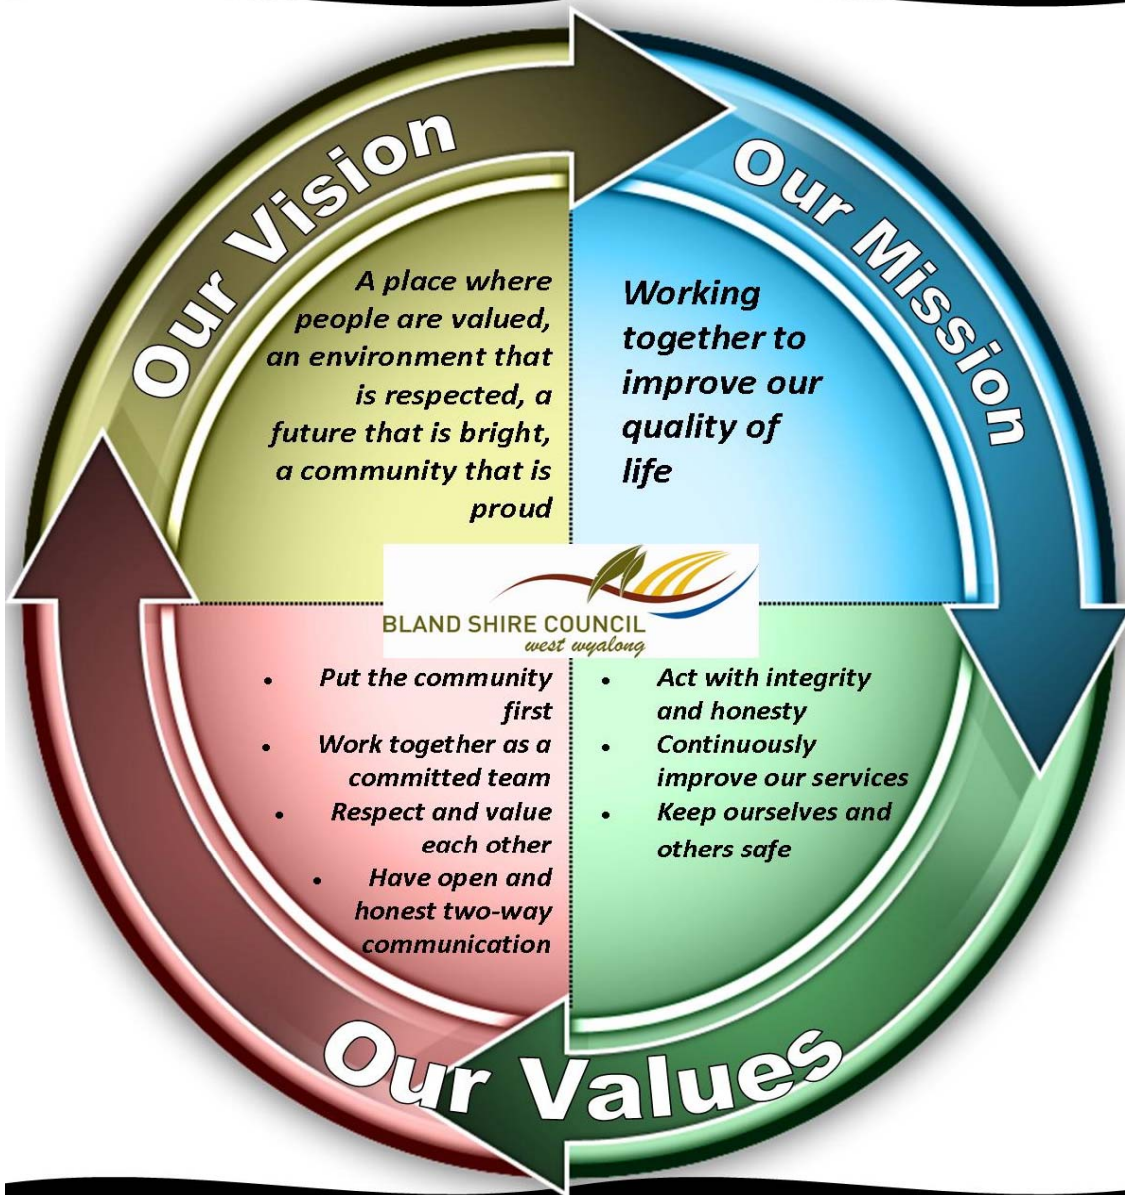 Our Vision
A place where
people are valued,
an environment that
is respected, a
future that is bright,
a community that is
proud
Our Mission
Working
together to
improve our
quality of
life
BLAND SHIRE COUNCIL
west wyalong
• Put the community
first
• Work together as a
committed team
• Respect and value
each other
• Have open and
honest two-way
communication
• Act with integrity
and honesty
• Continuously
improve our services
• Keep ourselves and
others safe
Our Values